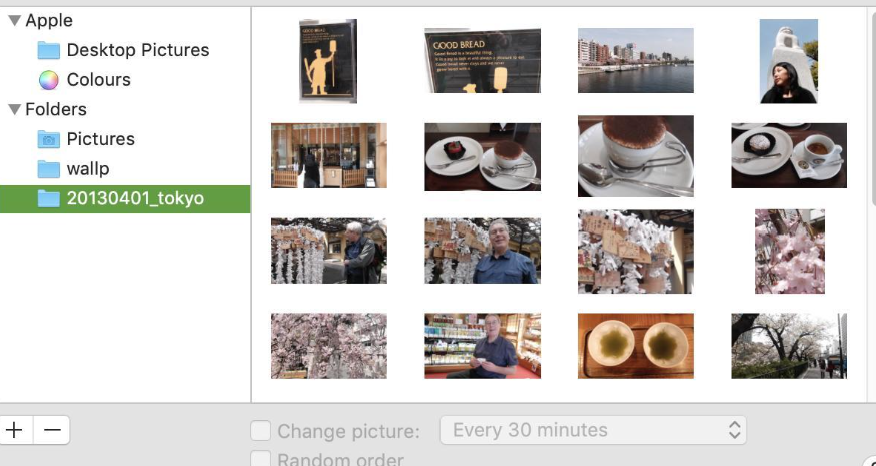 Apple
Desktop Pictures
Colours
Folders
Pictures
wallp
20130401_tokyo
GOOD BREAD
Change picture:
Every 30 minutes
Random order